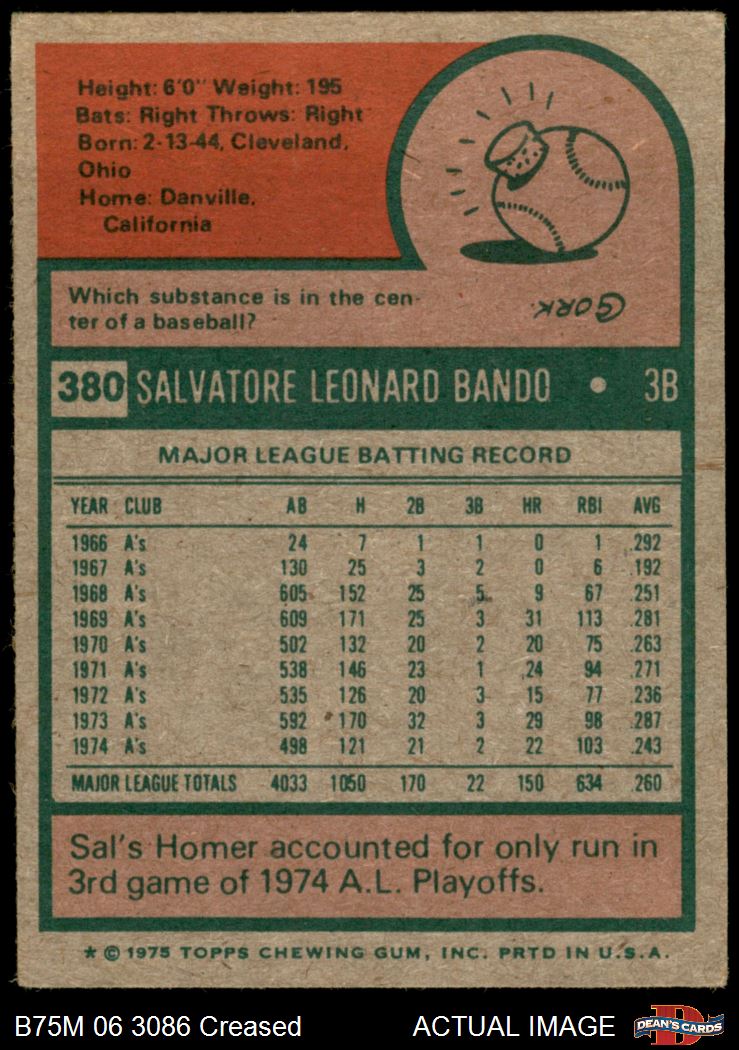 Height: 6'0" Weight: 195
Bats: Right Throws: Right
Born: 2-13-44, Cleveland,
Ohio
Home: Danville,
California
Which substance is in the cen-
ter of a baseball?
CORK.
380 SALVATORE LEONARD BANDO • 3B
MAJOR LEAGUE BATTING RECORD
YEAR CLUB AB H 2B 3B HR RBI AVG
1966 A's 24 7 1 1 0 1 .292
1967 A's 130 25 3 2 0 6 .192
1968 A's 605 152 25 5 9 67 .251
1969 A's 609 171 25 3 31 113 .281
1970 A's 502 132 20 2 20 75 .263
1971 A's 538 146 23 1 24 94 .271
1972 A's 535 126 20 3 15 77 .236
1973 A's 592 170 32 3 29 98 .287
1974 A's 498 121 21 2 22 103 .243
MAJOR LEAGUE TOTALS 4033 1050 170 22 150 634 .260
Sal's Homer accounted for only run in
3rd game of 1974 A.L. Playoffs.
* © 1975 TOPPS CHEWING GUM, INC. PRTD IN U.S.A.
B75M 06 3086 Creased ACTUAL IMAGE
D
DEAN'S CARDS